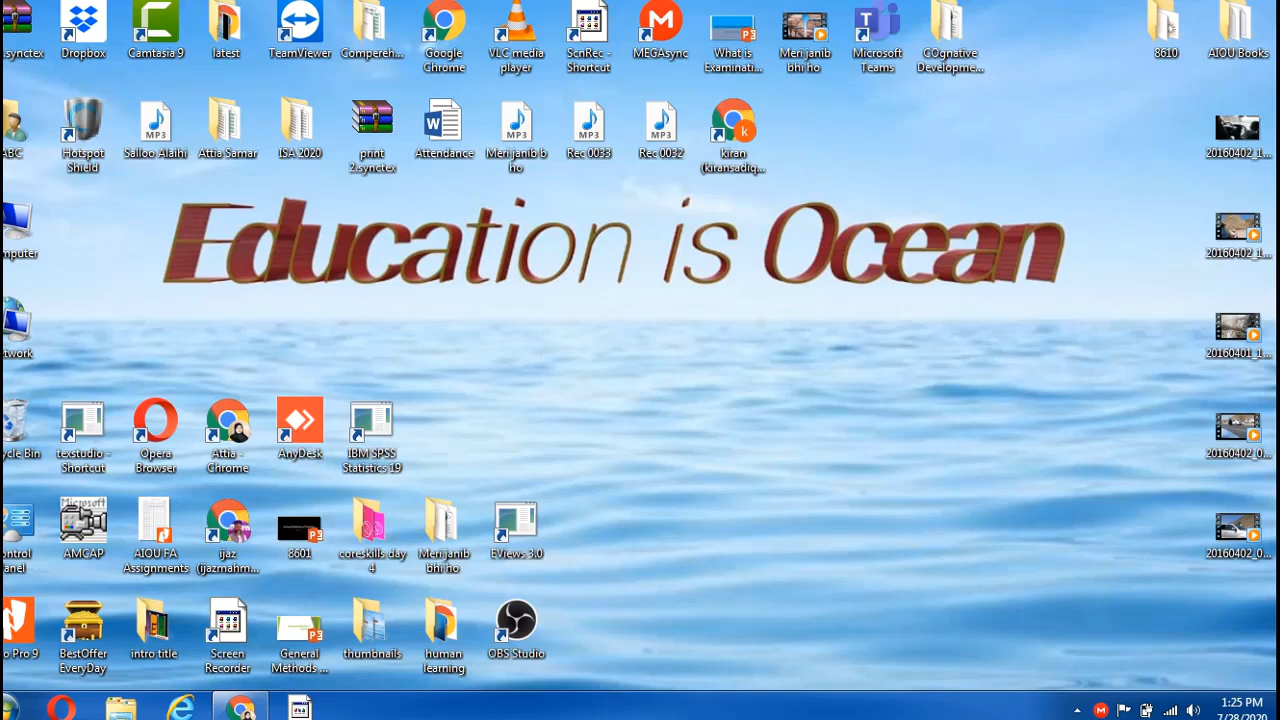 .synctex
Dropbox
Camtasia 9
latest
TeamViewer
Compereh...
Google
Chrome
VLC media
player
ScnRec -
Shortcut
MEGAsync
What is
Examinati...
Meri janib
bhi ho
Microsoft
Teams
COgnative
Developme...
8610
AIOU Books
ABC
Hotspot
Shield
MP3
Salloo Alaihi
Attia Samar
ISA 2020
print
2.synctex
Attendance
MP3
Meri janib b
ho
MP3
Rec 0033
MP3
Rec 0032
k
kiran
(kiransadiq...
20160402_1...
Education is Ocean
mputer
20160402_1...
twork
20160401_1...
ycle Bin
texstudio -
Shortcut
Opera
Browser
Attia -
Chrome
AnyDesk
IBM SPSS
Statistics 19
20160402_0...
ontrol
anel
Microsoft
AMCAP
AIOU FA
Assignments
ijaz
(ijazmahm...
8601
coreskills day
4
Meri janib
bhi ho
EViews 3.0
20160402_0...
o Pro 9
BestOffer
EveryDay
intro title
Screen
Recorder
General
Methods ...
thumbnails
human
learning
OBS Studio
1:25 PM
7/28/2020